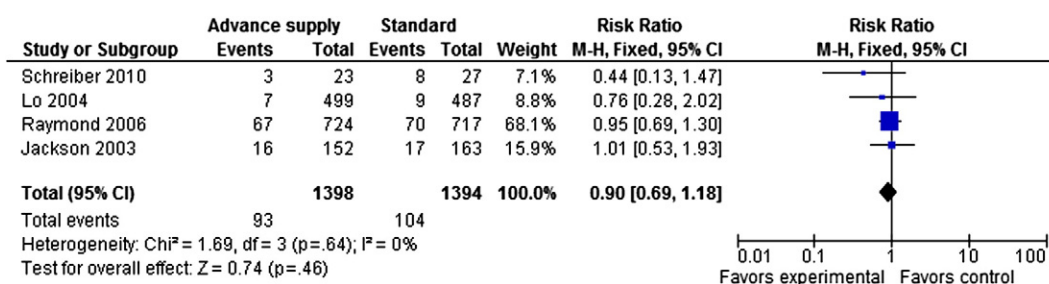 Advance supply Standard Risk Ratio Risk Ratio
Study or Subgroup Events Total Events Total Weight M-H, Fixed, 95% CI M-H, Fixed, 95% CI
Schreiber 2010 3 23 8 27 7.1% 0.44 [0.13, 1.47]
Lo 2004 7 499 9 487 8.8% 0.76 [0.28, 2.02]
Raymond 2006 67 724 70 717 68.1% 0.95 [0.69, 1.30]
Jackson 2003 16 152 17 163 15.9% 1.01 [0.53, 1.93]
Total (95% CI) 1398 1394 100.0% 0.90 [0.69, 1.18]
Total events 93 104
Heterogeneity: Chi² = 1.69, df = 3 (p=.64); I² = 0%
Test for overall effect: Z = 0.74 (p=.46)
0.01 0.1 1 10 100
Favors experimental Favors control